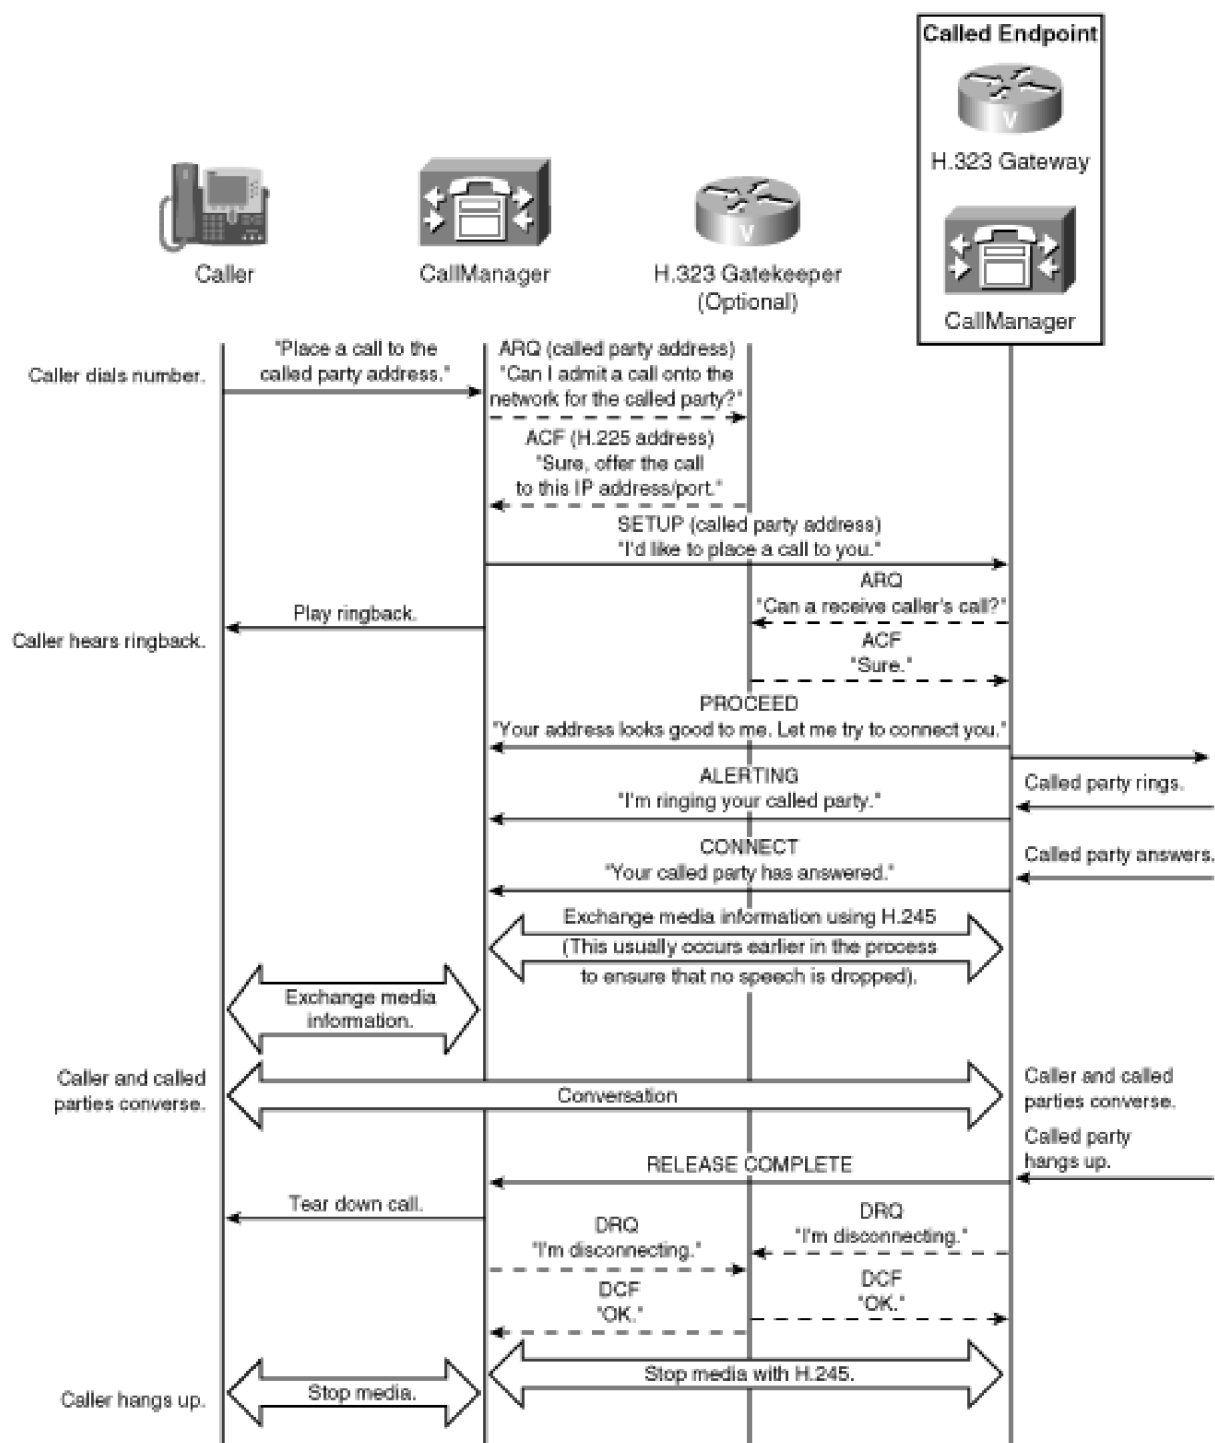 Called Endpoint
V
H.323 Gateway
Caller
CallManager
V
H.323 Gatekeeper
(Optional)
CallManager
Caller dials number.
"Place a call to the
called party address."
ARQ (called party address)
"Can I admit a call onto the
network for the called party?"
ACF (H.225 address)
"Sure, offer the call
to this IP address/port."
SETUP (called party address)
"I'd like to place a call to you."
ARQ
"Can a receive caller's call?"
Play ringback.
Caller hears ringback.
ACF
"Sure."
PROCEED
"Your address looks good to me. Let me try to connect you."
ALERTING
"I'm ringing your called party."
Called party rings.
CONNECT
"Your called party has answered."
Called party answers.
Exchange media information using H.245
(This usually occurs earlier in the process
to ensure that no speech is dropped).
Exchange media
information.
Caller and called
parties converse.
Conversation
Caller and called
parties converse.
Called party
hangs up.
RELEASE COMPLETE
Tear down call.
DRQ
"I'm disconnecting."
DRQ
"I'm disconnecting."
DCF
"OK."
DCF
"OK."
Stop media with H.245.
Caller hangs up.
Stop media.